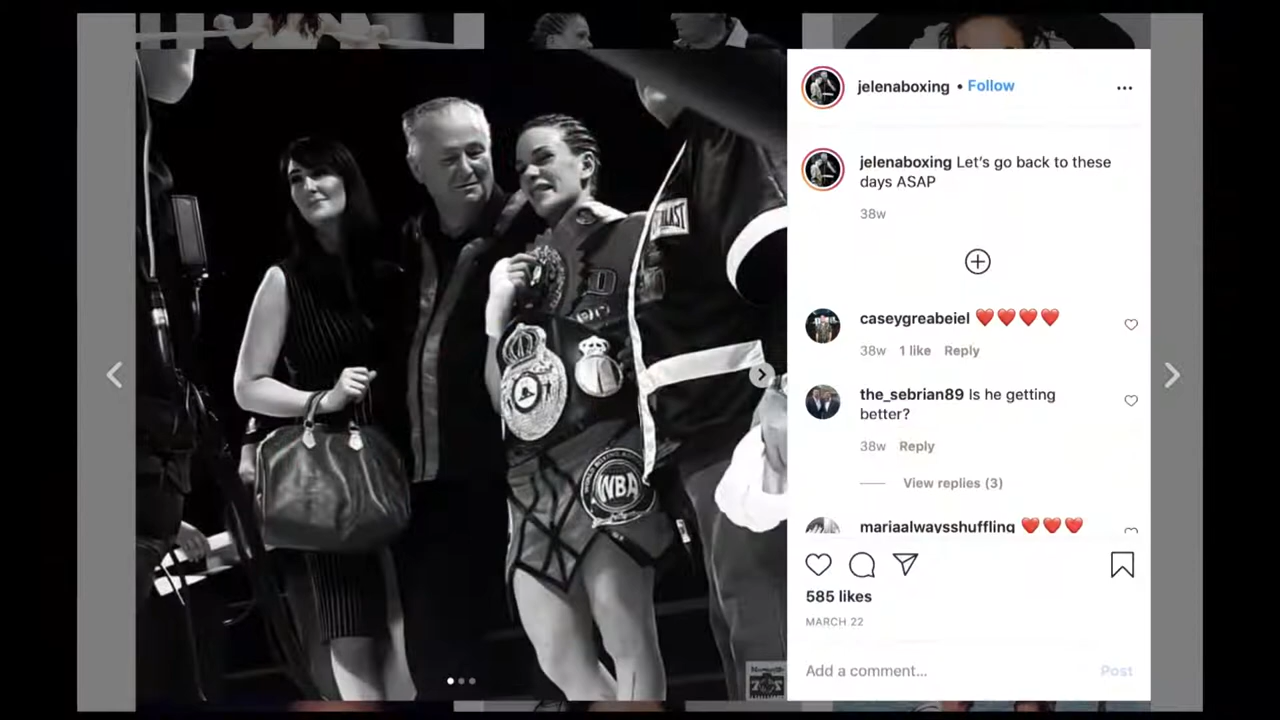 jelenaboxing • Follow
jelenaboxing Let's go back to these
days ASAP
38w
caseygreabeiel ❤️❤️❤️❤️
38w 1 like Reply
the_sebrian89 Is he getting
better?
38w Reply
View replies (3)
mariaalwaysshuffling ❤️❤️❤️
585 likes
MARCH 22
Add a comment...
Post
WBA